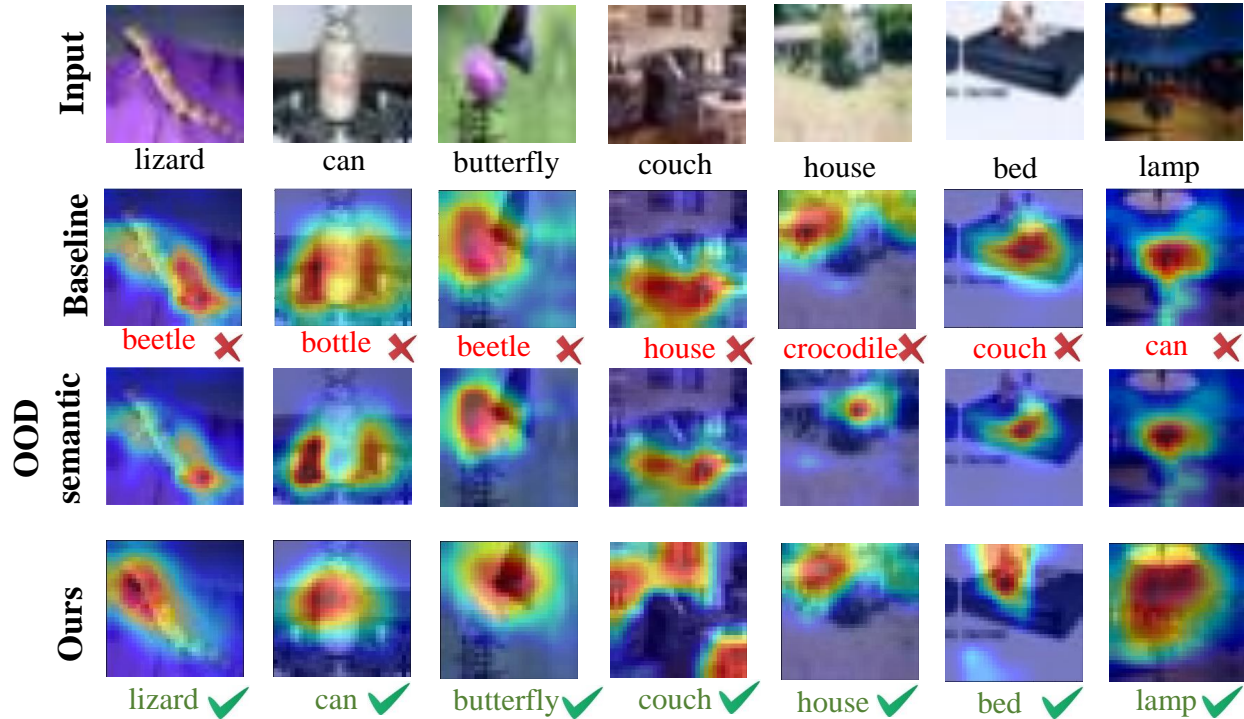 Input
lizard can butterfly couch house bed lamp
Baseline
beetle bottle beetle house crocodile couch can
OOD
semantic
Ours
lizard can butterfly couch house bed lamp